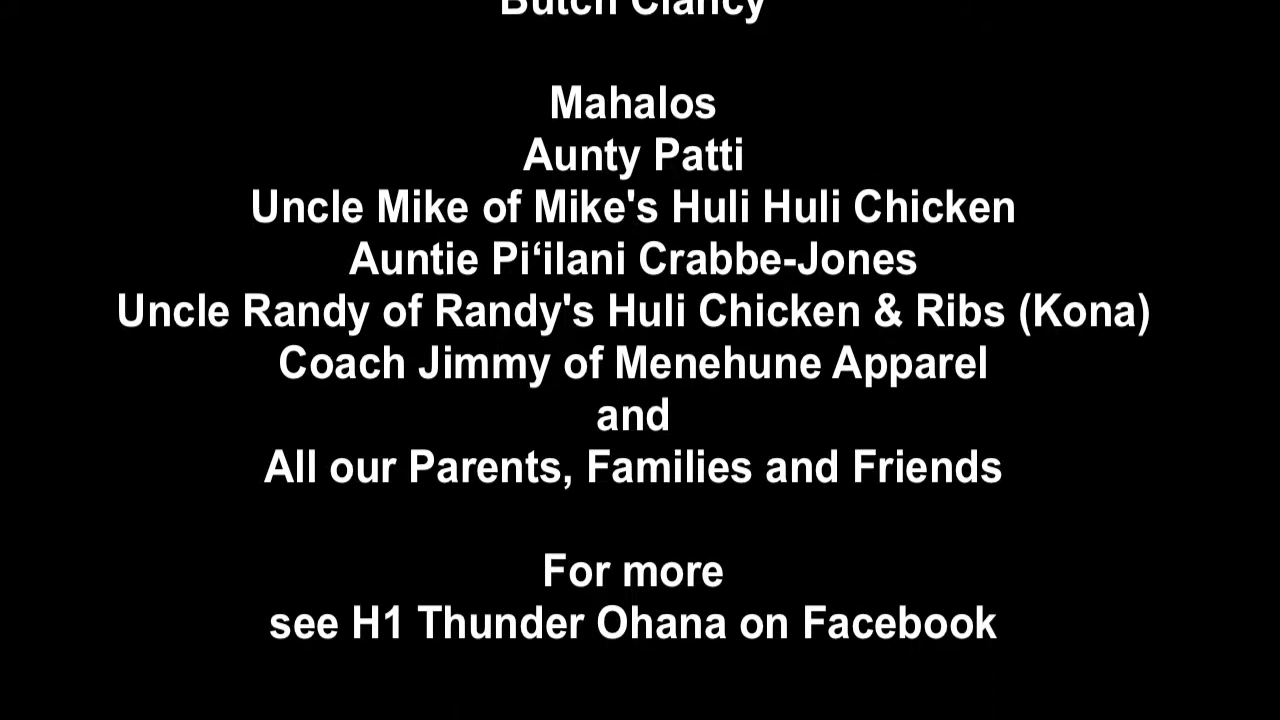 Butch Clancy
Mahalos
Aunty Patti
Uncle Mike of Mike's Huli Huli Chicken
Auntie Pi‘ilani Crabbe-Jones
Uncle Randy of Randy's Huli Chicken & Ribs (Kona)
Coach Jimmy of Menehune Apparel
and
All our Parents, Families and Friends
For more
see H1 Thunder Ohana on Facebook